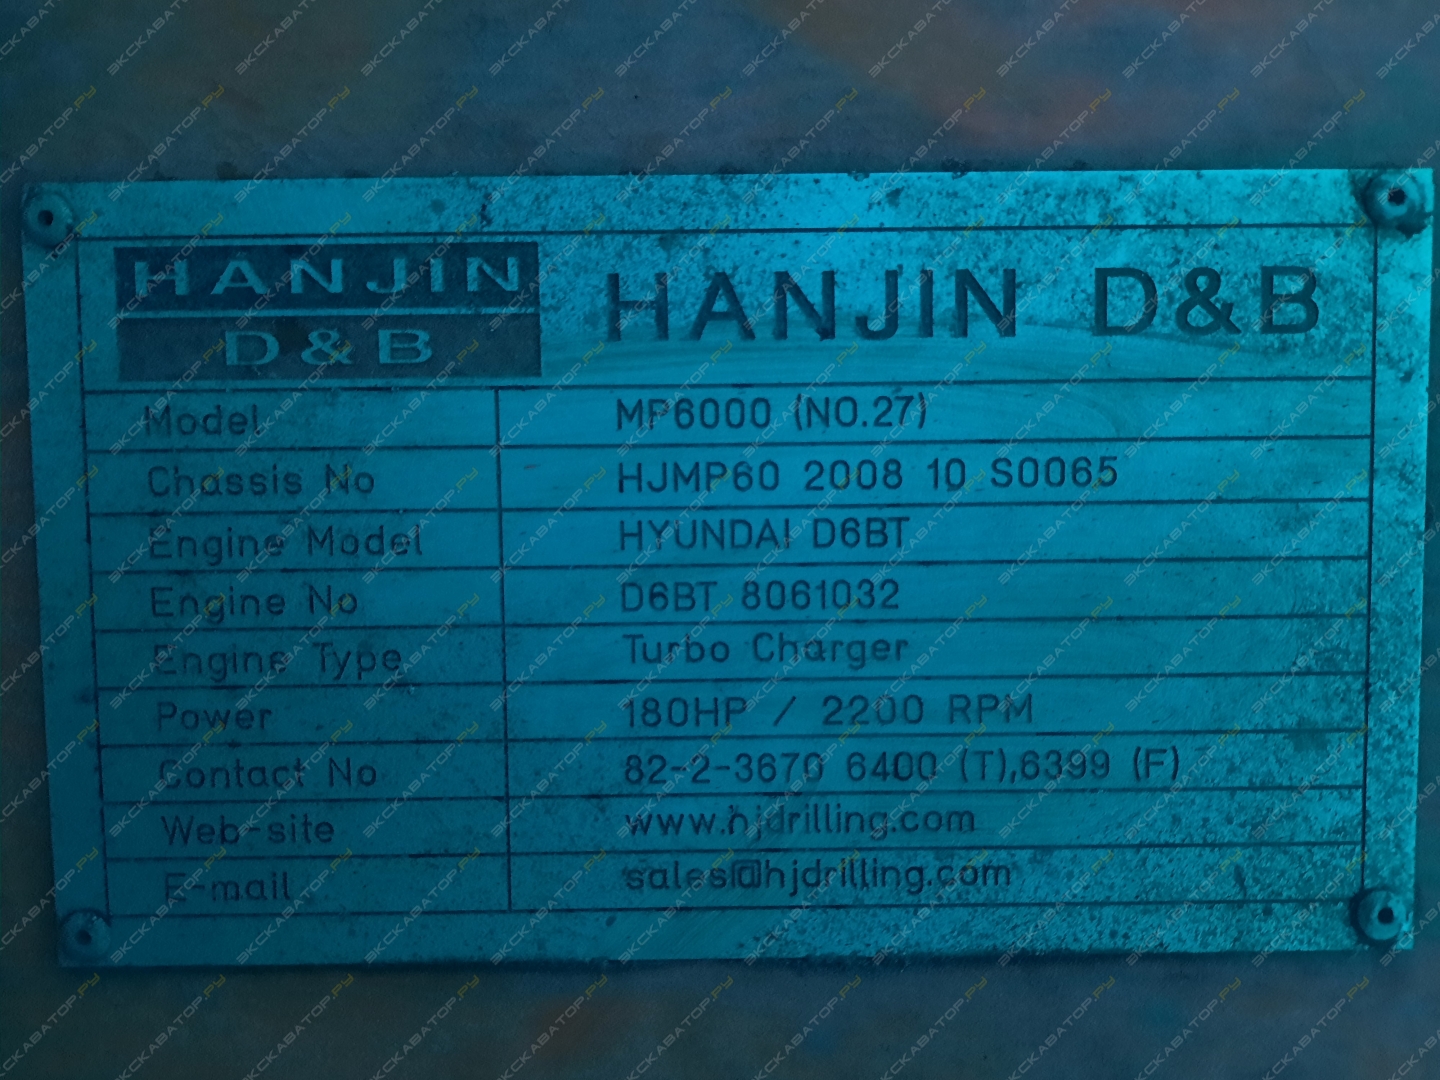 HANJIN
D&B
HANJIN D&B
Model MP6000 (NO.27)
Chassis No HJMP60 2008 10 S0065
Engine Model HYUNDAI D6BT
Engine No D6BT 8061032
Engine Type Turbo Charger
Power 180HP / 2200 RPM
Contact No 82-2-3670 6400 (T),6399 (F)
Web-site www.hjdrilling.com
E-mail sales@hjdrilling.com
ЭКСКАВАТОР.РУ